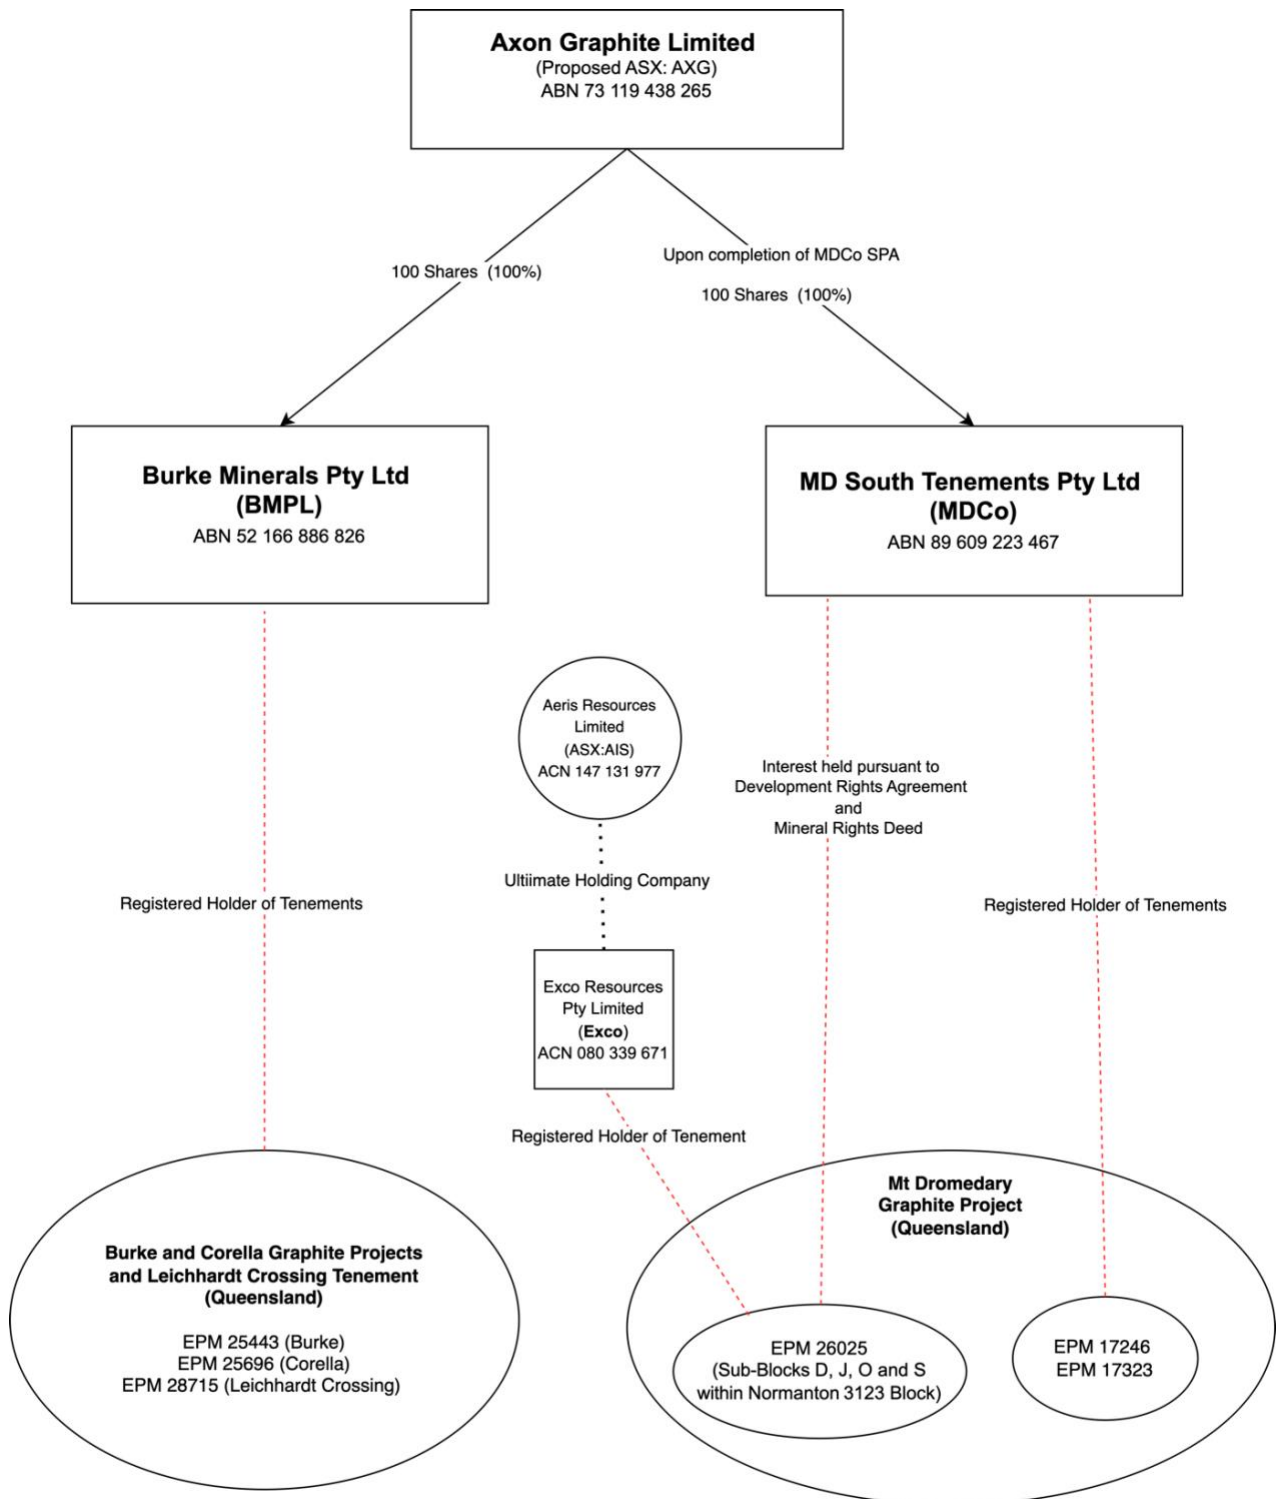 Axon Graphite Limited
(Proposed ASX: AXG)
ABN 73 119 438 265
100 Shares (100%)
Upon completion of MDCo SPA
100 Shares (100%)
Burke Minerals Pty Ltd
(BMPL)
ABN 52 166 886 826
MD South Tenements Pty Ltd
(MDCo)
ABN 89 609 223 467
Aeris Resources
Limited
(ASX:AIS)
ACN 147 131 977
Ultiimate Holding Company
Interest held pursuant to
Development Rights Agreement
and
Mineral Rights Deed
Registered Holder of Tenements
Registered Holder of Tenements
Exco Resources
Pty Limited
(Exco)
ACN 080 339 671
Registered Holder of Tenement
Burke and Corella Graphite Projects
and Leichhardt Crossing Tenement
(Queensland)
EPM 25443 (Burke)
EPM 25696 (Corella)
EPM 28715 (Leichhardt Crossing)
Mt Dromedary
Graphite Project
(Queensland)
EPM 26025
(Sub-Blocks D, J, O and S
within Normanton 3123 Block)
EPM 17246
EPM 17323